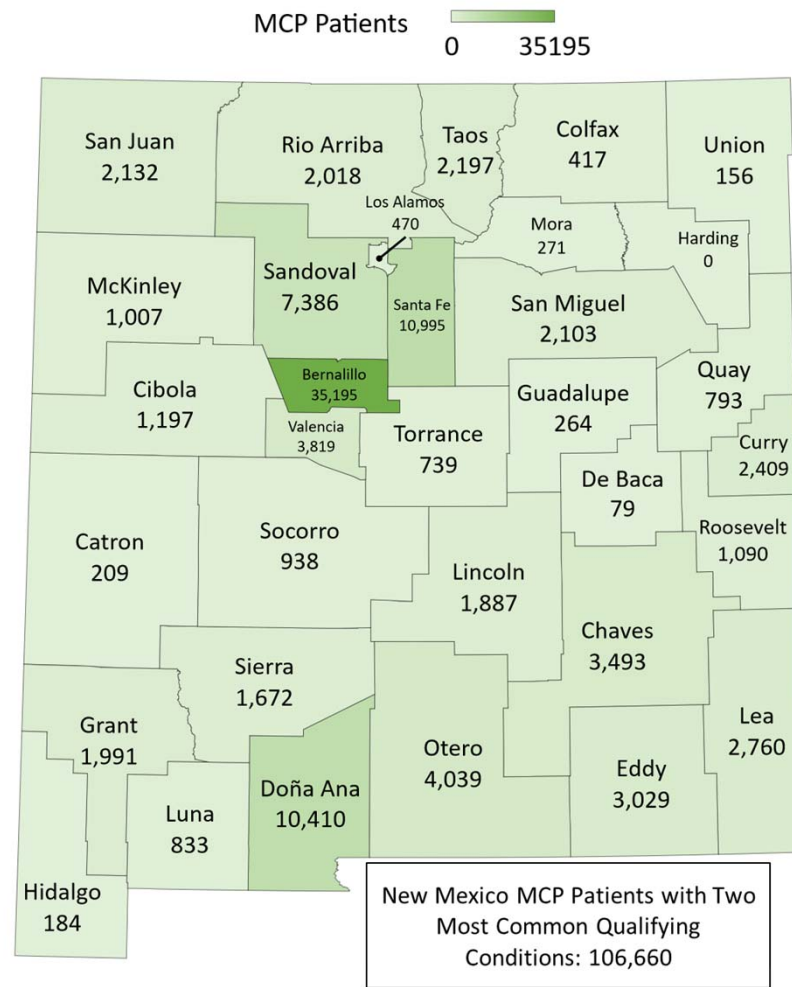 MCP Patients
0 35195
San Juan
2,132
Rio Arriba
2,018
Taos
2,197
Colfax
417
Union
156
Los Alamos
470
Mora
271
Harding
0
McKinley
1,007
Sandoval
7,386
Santa Fe
10,995
San Miguel
2,103
Quay
793
Cibola
1,197
Bernalillo
35,195
Valencia
3,819
Torrance
739
Guadalupe
264
Curry
2,409
De Baca
79
Roosevelt
1,090
Catron
209
Socorro
938
Lincoln
1,887
Chaves
3,493
Sierra
1,672
Grant
1,991
Otero
4,039
Lea
2,760
Eddy
3,029
Doña Ana
10,410
Luna
833
Hidalgo
184
New Mexico MCP Patients with Two
Most Common Qualifying
Conditions: 106,660